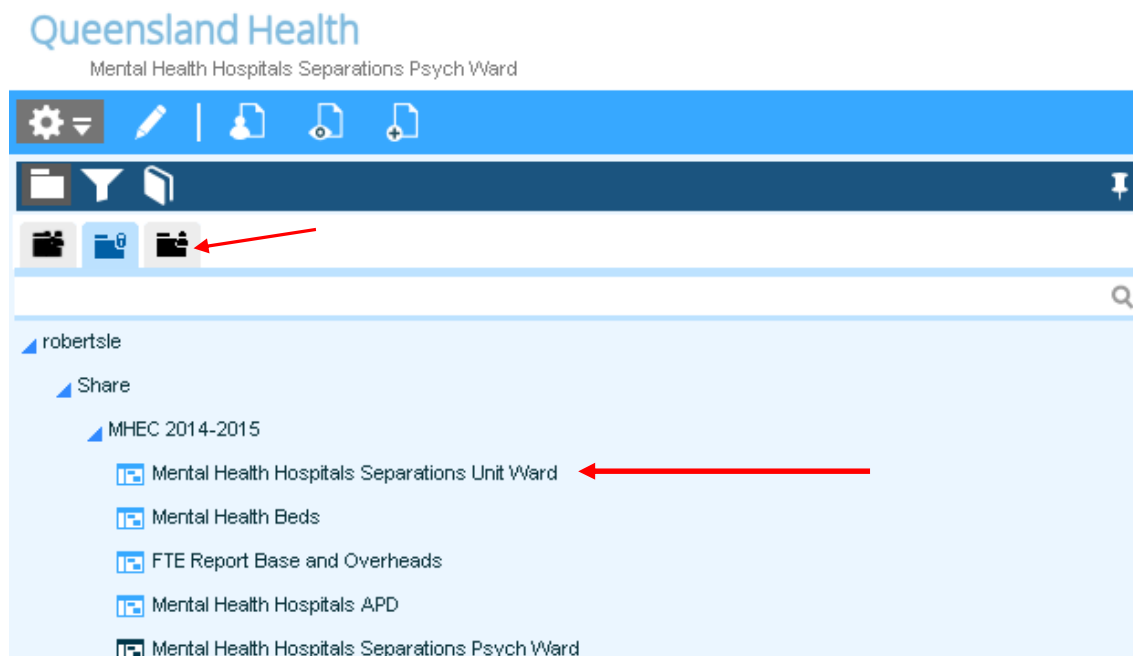 Queensland Health
Mental Health Hospitals Separations Psych Ward
robertsle
Share
MHEC 2014-2015
Mental Health Hospitals Separations Unit Ward
Mental Health Beds
FTE Report Base and Overheads
Mental Health Hospitals APD
Mental Health Hospitals Separations Psych Ward